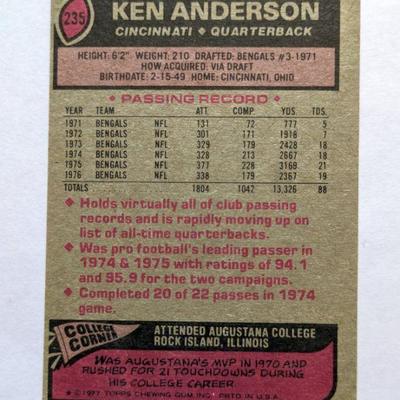 235
KEN ANDERSON
CINCINNATI ◆ QUARTERBACK
HEIGHT: 6'2" WEIGHT: 210 DRAFTED: BENGALS #3-1971
HOW ACQUIRED: VIA DRAFT
BIRTHDATE: 2-15-49 HOME: CINCINNATI, OHIO
◆ PASSING RECORD ◆
YEAR TEAM ATT COMP YDS TDS
1971 BENGALS NFL 131 72 777 5
1972 BENGALS NFL 301 171 1918 7
1973 BENGALS NFL 329 179 2428 18
1974 BENGALS NFL 328 213 2667 18
1975 BENGALS NFL 377 228 3169 21
1976 BENGALS NFL 338 179 2367 19
TOTALS 1804 1042 13,326 88
◆ Holds virtually all of club passing
records and is rapidly moving up on
list of all-time quarterbacks.
◆ Was pro football's leading passer in
1974 & 1975 with ratings of 94.1
and 95.9 for the two campaigns.
◆ Completed 20 of 22 passes in 1974
game.
COLLEGE
CORNER
ATTENDED AUGUSTANA COLLEGE
ROCK ISLAND, ILLINOIS
WAS AUGUSTANA'S MVP IN 1970 AND
RUSHED FOR 21 TOUCHDOWNS DURING
HIS COLLEGE CAREER.
© 1977 TOPPS CHEWING GUM, INC. PRTD. IN U.S.A.